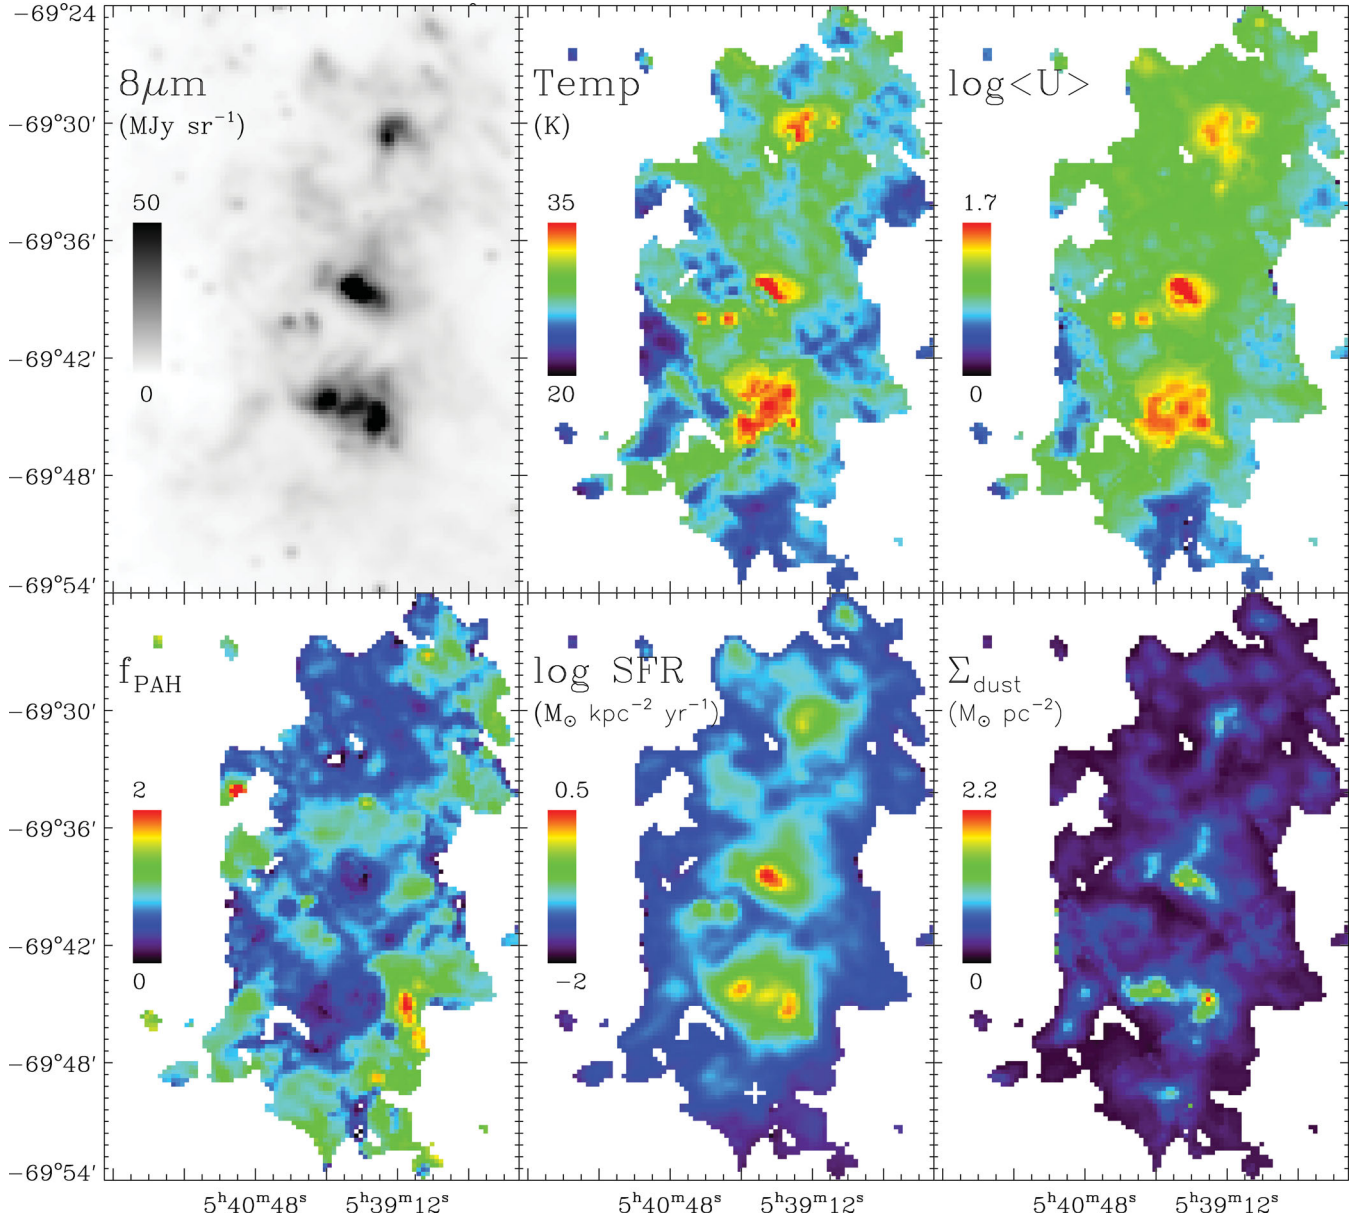 −69°24
8μm
(MJy sr⁻¹)
50
0
−69°30′
−69°36′
−69°42′
−69°48′
−69°54′
Temp
(K)
35
20
log<U>
1.7
0
f_PAH
2
0
−69°30′
−69°36′
−69°42′
−69°48′
−69°54′
5ʰ40ᵐ48ˢ 5ʰ39ᵐ12ˢ
log SFR
(M⊙ kpc⁻² yr⁻¹)
0.5
−2
5ʰ40ᵐ48ˢ 5ʰ39ᵐ12ˢ
Σ_dust
(M⊙ pc⁻²)
2.2
0
5ʰ40ᵐ48ˢ 5ʰ39ᵐ12ˢ